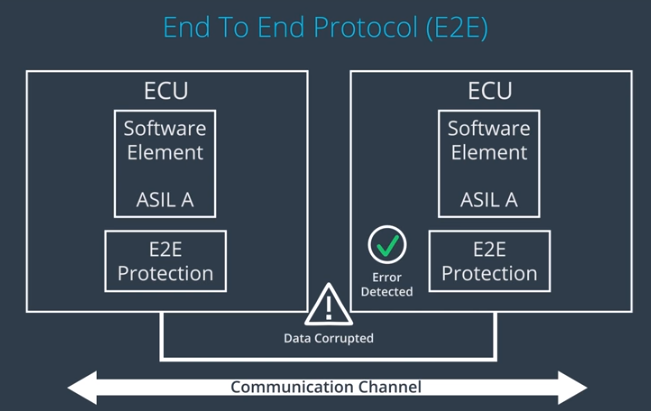 End To End Protocol (E2E)
ECU
Software
Element
ASIL A
E2E
Protection
ECU
Software
Element
ASIL A
Error
Detected
E2E
Protection
Data Corrupted
Communication Channel